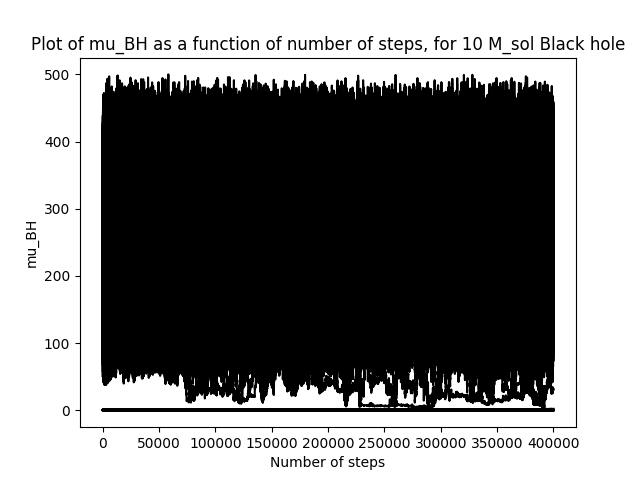 Plot of mu_BH as a function of number of steps, for 10 M_sol Black hole
500
400
300
200
100
0
mu_BH
0 50000 100000 150000 200000 250000 300000 350000 400000
Number of steps